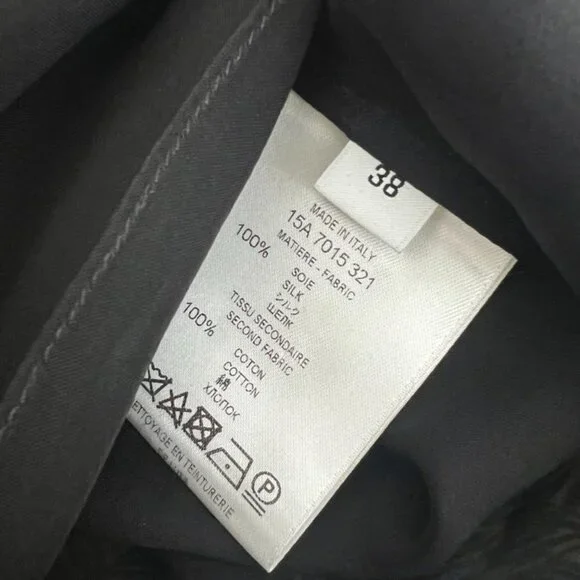 38
MADE IN ITALY
15A 7015 321
MATIERE - FABRIC
100%
SOIE
SILK
シルク
ШЕЛК
TISSU SECONDAIRE
SECOND FABRIC
100%
COTON
COTTON
綿
ХЛОПОК
P
NETTOYAGE EN TEINTURERIE